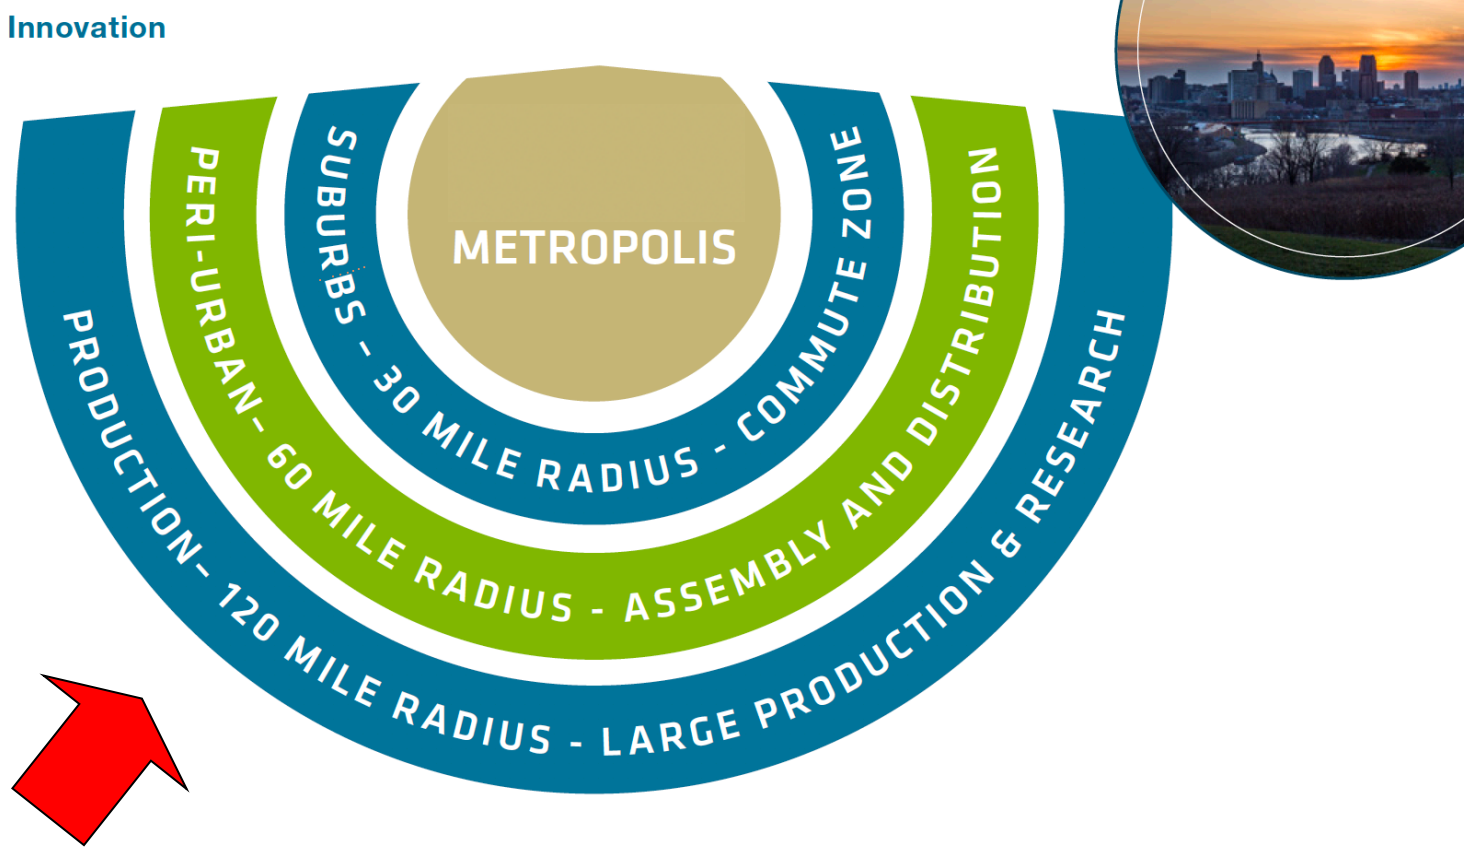 Innovation
METROPOLIS
SUBURBS – 30 MILE RADIUS - COMMUTE ZONE
PERI-URBAN– 60 MILE RADIUS - ASSEMBLY AND DISTRIBUTION
PRODUCTION– 120 MILE RADIUS - LARGE PRODUCTION & RESEARCH